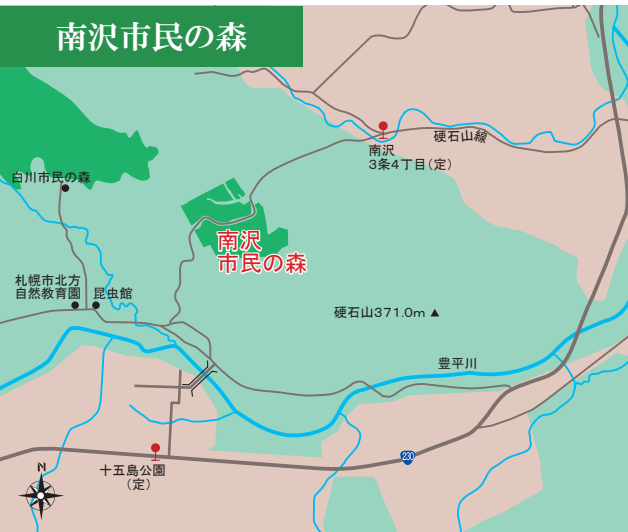 南沢市民の森
硬石山線
南沢
3条4丁目(定)
白川市民の森
南沢
市民の森
札幌市北方
自然教育園
昆虫館
硬石山371.0m ▲
豊平川
230
十五島公園
(定)
N